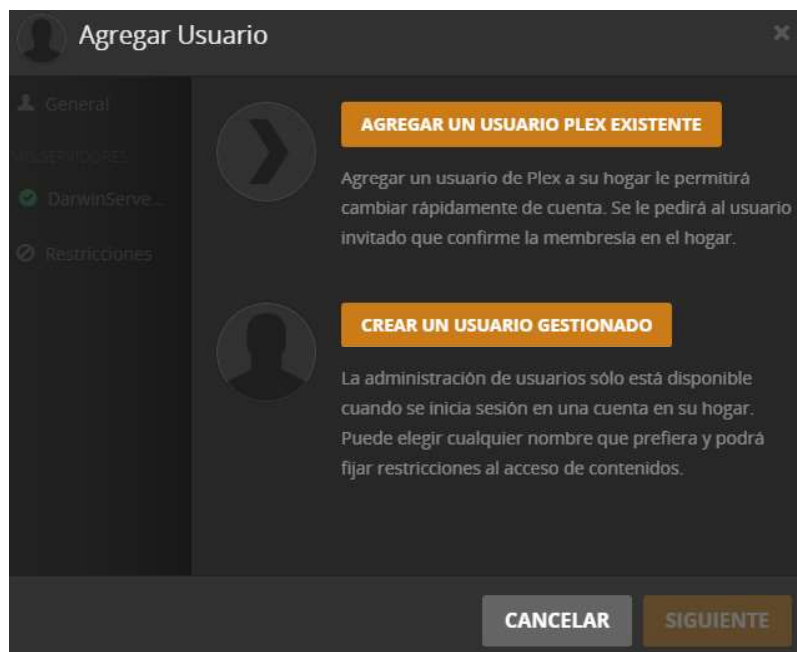 Agregar Usuario
General
MIS SERVIDORES
DarwinServe...
Restricciones
AGREGAR UN USUARIO PLEX EXISTENTE
Agregar un usuario de Plex a su hogar le permitirá
cambiar rápidamente de cuenta. Se le pedirá al usuario
invitado que confirme la membresía en el hogar.
CREAR UN USUARIO GESTIONADO
La administración de usuarios sólo está disponible
cuando se inicia sesión en una cuenta en su hogar.
Puede elegir cualquier nombre que prefiera y podrá
fijar restricciones al acceso de contenidos.
CANCELAR
SIGUIENTE